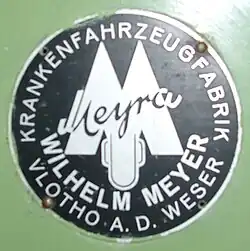 KRANKENFAHRZEUGFABRIK
Meyra
WILHELM MEYER
VLOTHO A. D. WESER